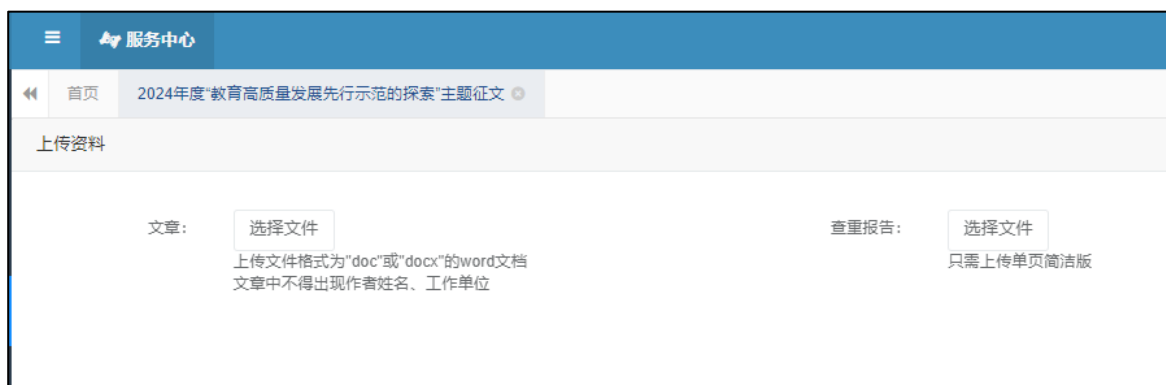 服务中心
首页 2024年度“教育高质量发展先行示范的探索”主题征文
上传资料
文章: 选择文件 查重报告: 选择文件
上传文件格式为"doc"或"docx"的word文档 只需上传单页简洁版
文章中不得出现作者姓名、工作单位